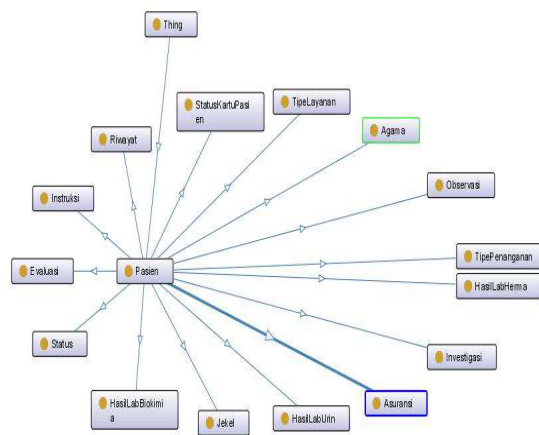 Thing
StatusKartuPasi
en
TipeLayanan
Agama
Riwayat
Observasi
Instruksi
TipePenanganan
Evaluasi
Pasien
HasilLabHema
Status
Investigasi
HasilLabBiokimi
a
Jekel
HasilLabUrin
Asuransi